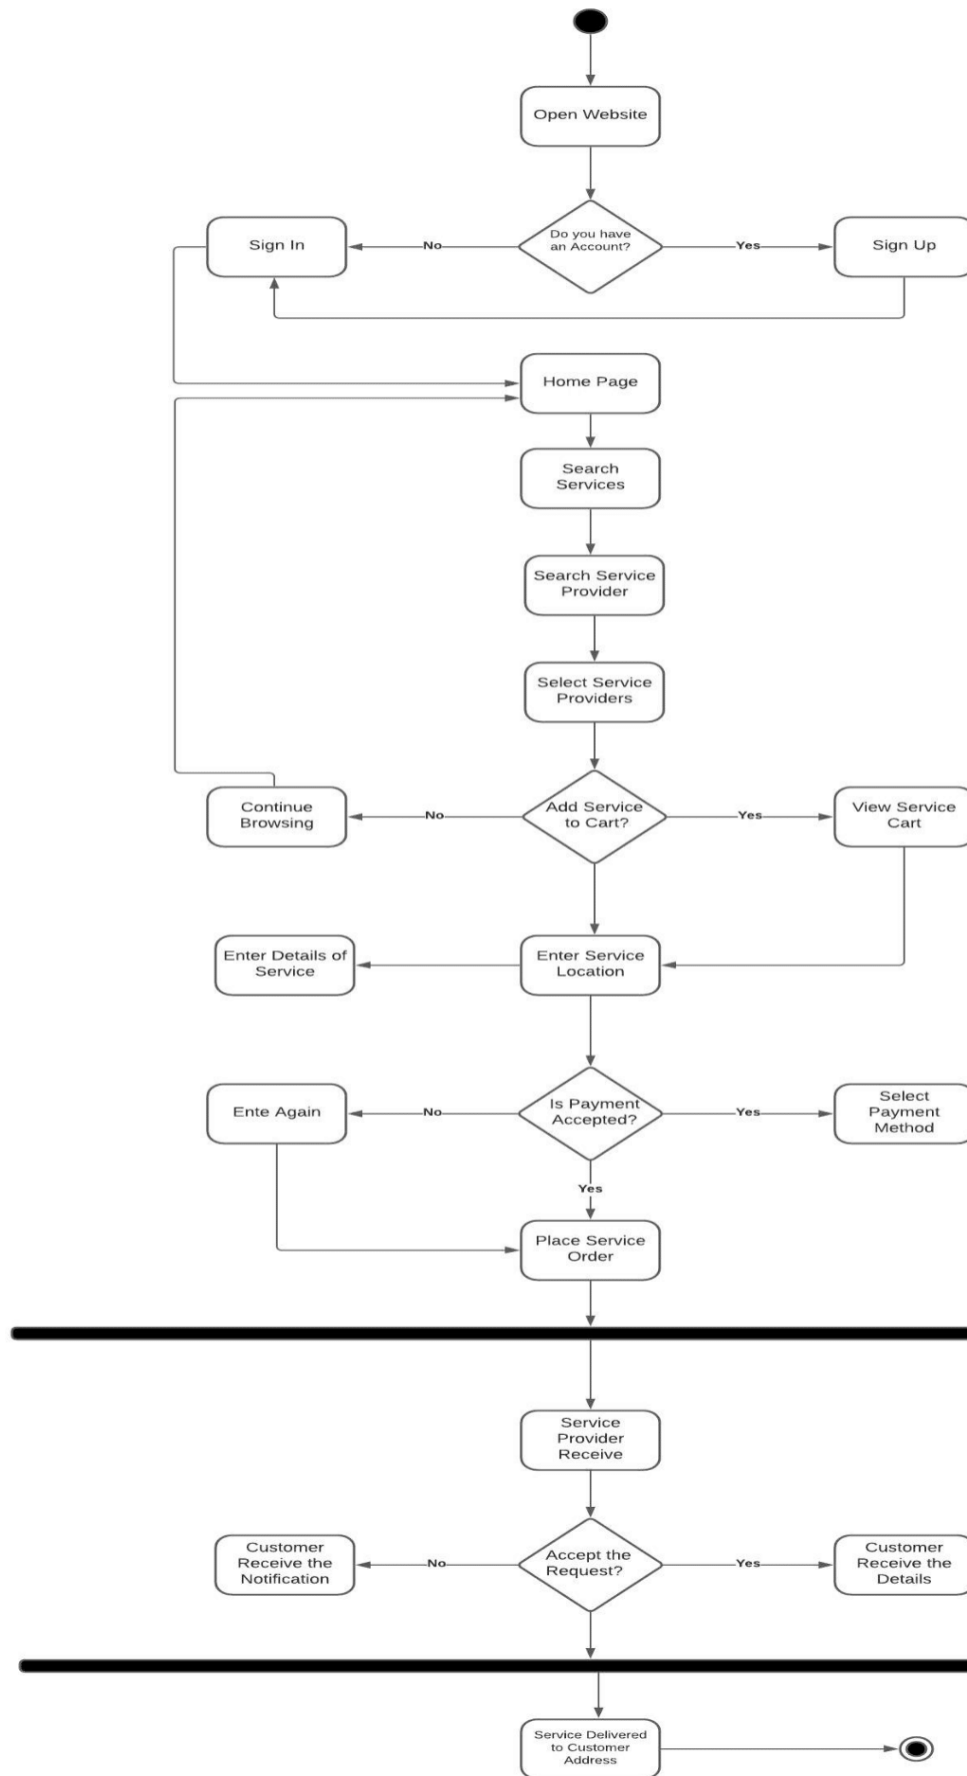 Open Website
Do you have
an Account?
Sign In
No
Yes
Sign Up
Home Page
Search
Services
Search Service
Provider
Select Service
Providers
Continue
Browsing
No
Add Service
to Cart?
Yes
View Service
Cart
Enter Details of
Service
Enter Service
Location
Ente Again
No
Is Payment
Accepted?
Yes
Select
Payment
Method
Yes
Place Service
Order
Service
Provider
Receive
Customer
Receive the
Notification
No
Accept the
Request?
Yes
Customer
Receive the
Details
Service Delivered
to Customer
Address